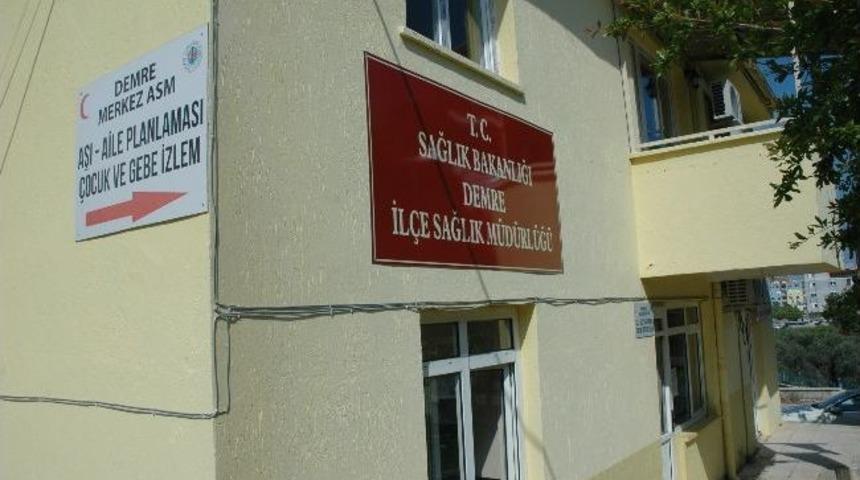 DEMRE
MERKEZ ASM
AŞI - AİLE PLANLAMASI
ÇOCUK VE GEBE İZLEM
T.C.
SAĞLIK BAKANLIĞI
DEMRE
İLÇE SAĞLIK MÜDÜRLÜĞÜ